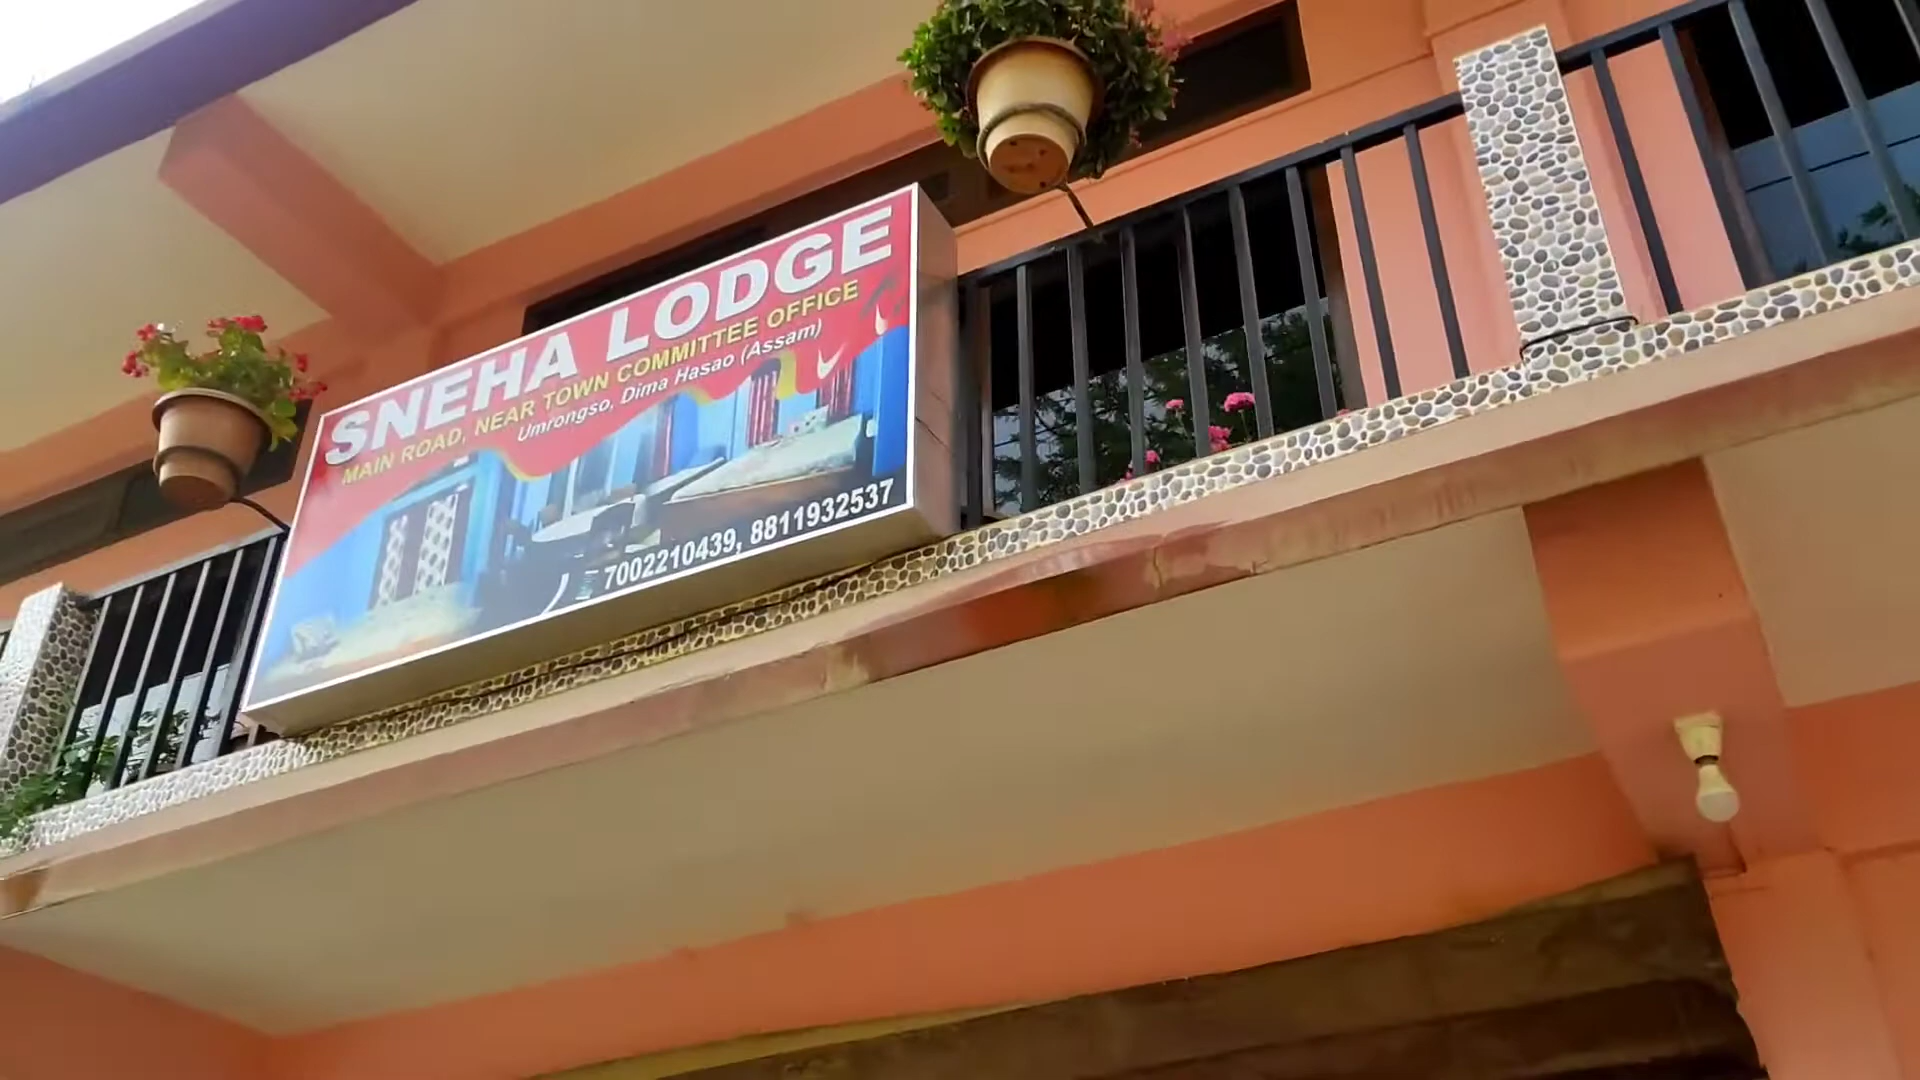 SNEHA LODGE
MAIN ROAD, NEAR TOWN COMMITTEE OFFICE
Umrongso, Dima Hasao (Assam)
7002210439, 8811932537